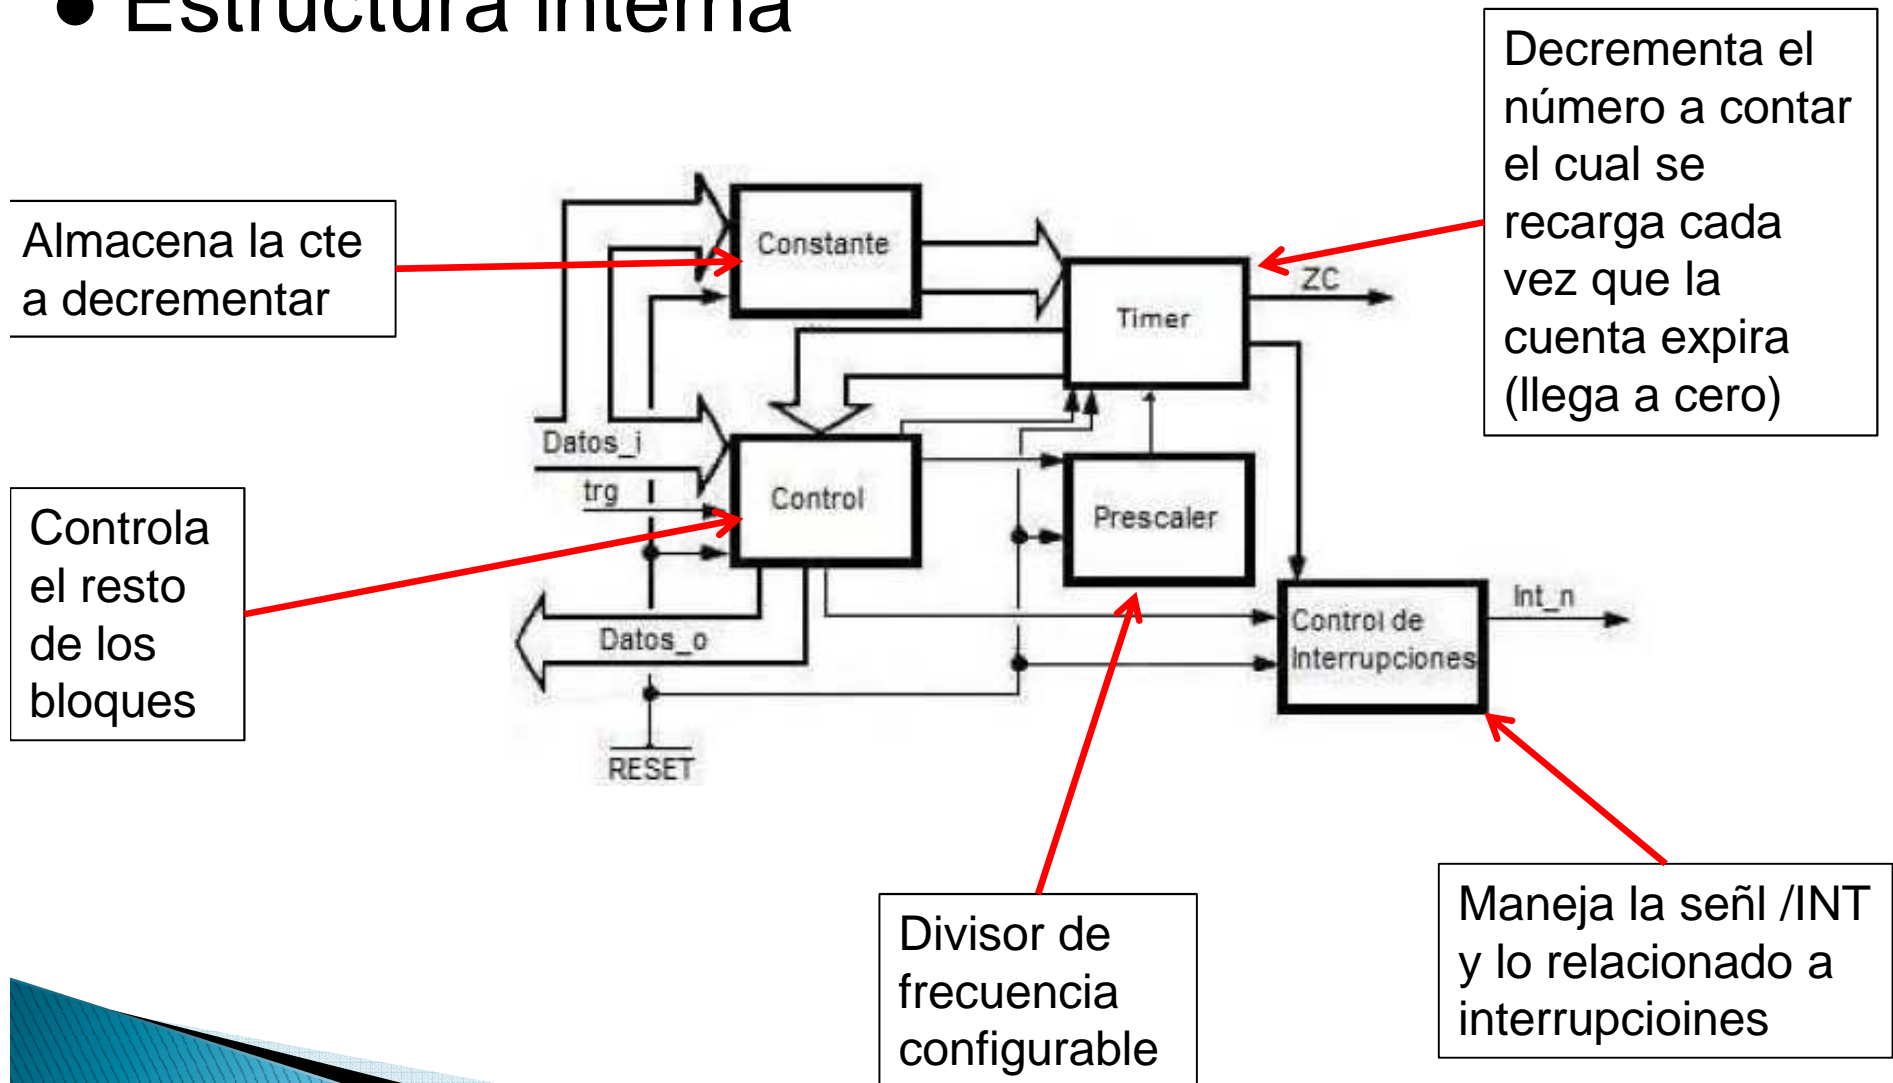 ● Estructura interna
Decrementa el
número a contar
el cual se
recarga cada
vez que la
cuenta expira
(llega a cero)
Almacena la cte
a decrementar
Constante
ZC
Timer
Datos_i
trg
Control
Prescaler
Controla
el resto
de los
bloques
Int_n
Control de
Interrupciones
Datos_o
RESET
Divisor de
frecuencia
configurable
Maneja la señl /INT
y lo relacionado a
interrupcioines